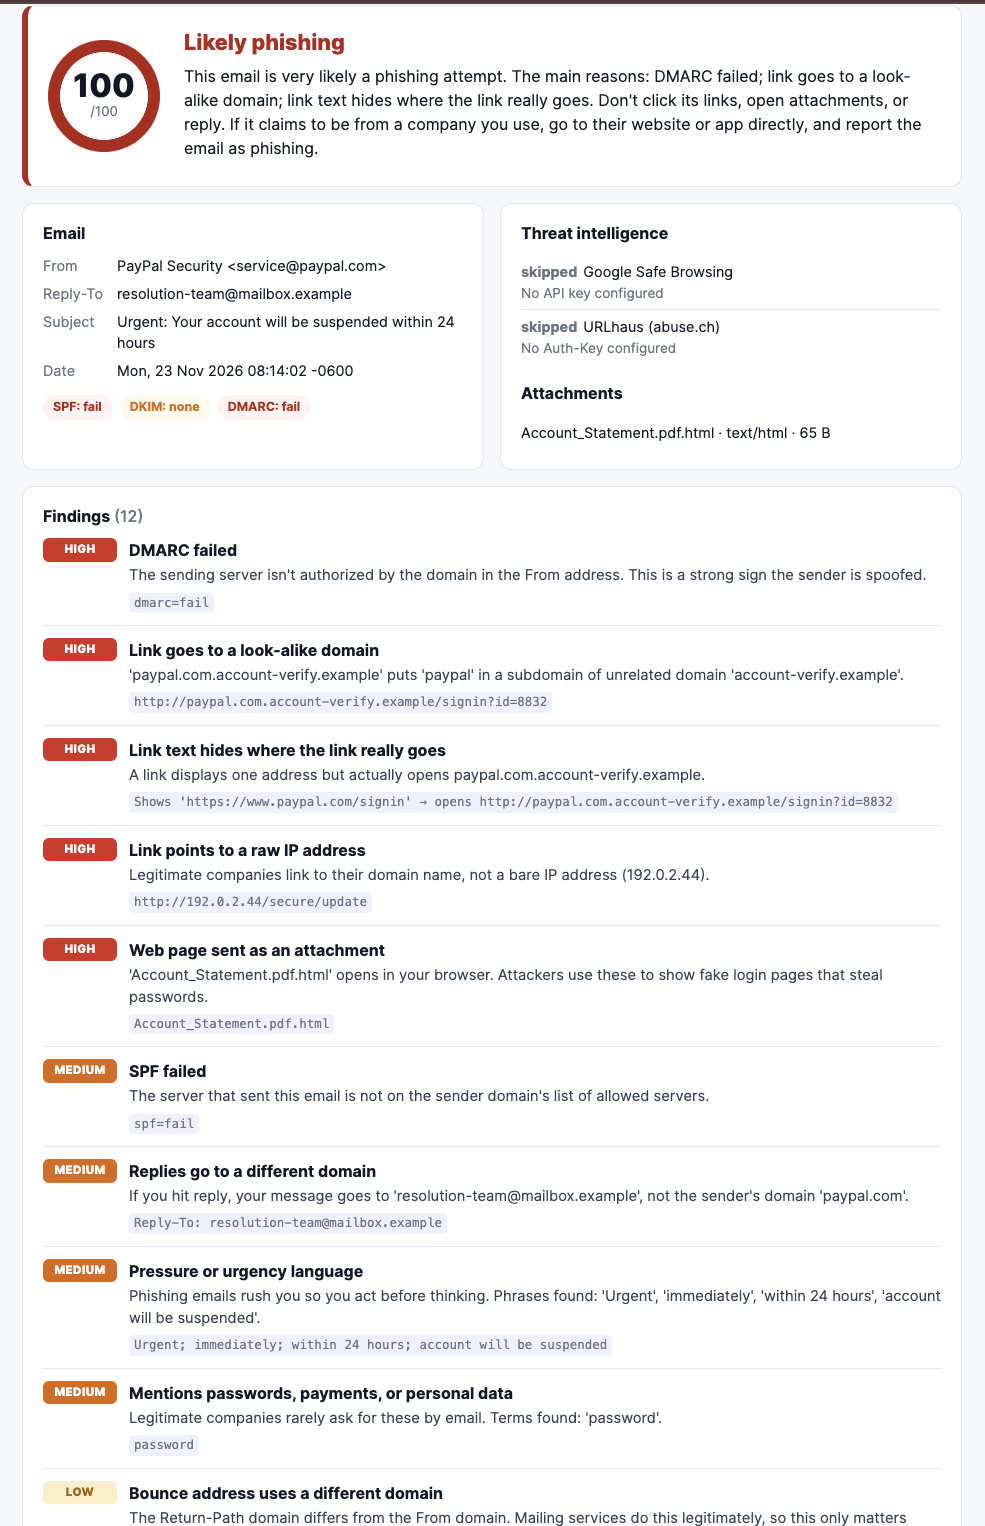 100
/100
Likely phishing
This email is very likely a phishing attempt. The main reasons: DMARC failed; link goes to a look-
alike domain; link text hides where the link really goes. Don't click its links, open attachments, or
reply. If it claims to be from a company you use, go to their website or app directly, and report the
email as phishing.
Email
From PayPal Security <service@paypal.com>
Reply-To resolution-team@mailbox.example
Subject Urgent: Your account will be suspended within 24
hours
Date Mon, 23 Nov 2026 08:14:02 -0600
SPF: fail DKIM: none DMARC: fail
Threat intelligence
skipped Google Safe Browsing
No API key configured
skipped URLhaus (abuse.ch)
No Auth-Key configured
Attachments
Account_Statement.pdf.html · text/html · 65 B
Findings (12)
HIGH DMARC failed
The sending server isn't authorized by the domain in the From address. This is a strong sign the sender is spoofed.
dmarc=fail
HIGH Link goes to a look-alike domain
'paypal.com.account-verify.example' puts 'paypal' in a subdomain of unrelated domain 'account-verify.example'.
http://paypal.com.account-verify.example/signin?id=8832
HIGH Link text hides where the link really goes
A link displays one address but actually opens paypal.com.account-verify.example.
Shows 'https://www.paypal.com/signin' → opens http://paypal.com.account-verify.example/signin?id=8832
HIGH Link points to a raw IP address
Legitimate companies link to their domain name, not a bare IP address (192.0.2.44).
http://192.0.2.44/secure/update
HIGH Web page sent as an attachment
'Account_Statement.pdf.html' opens in your browser. Attackers use these to show fake login pages that steal
passwords.
Account_Statement.pdf.html
MEDIUM SPF failed
The server that sent this email is not on the sender domain's list of allowed servers.
spf=fail
MEDIUM Replies go to a different domain
If you hit reply, your message goes to 'resolution-team@mailbox.example', not the sender's domain 'paypal.com'.
Reply-To: resolution-team@mailbox.example
MEDIUM Pressure or urgency language
Phishing emails rush you so you act before thinking. Phrases found: 'Urgent', 'immediately', 'within 24 hours', 'account
will be suspended'.
Urgent; immediately; within 24 hours; account will be suspended
MEDIUM Mentions passwords, payments, or personal data
Legitimate companies rarely ask for these by email. Terms found: 'password'.
password
LOW Bounce address uses a different domain
The Return-Path domain differs from the From domain. Mailing services do this legitimately, so this only matters